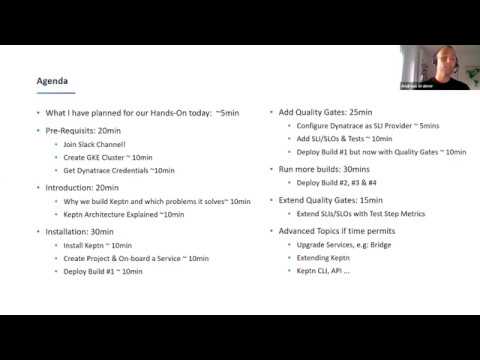 Agenda
What I have planned for our Hands-On today: ~5min
Pre-Requisits: 20min
Join Slack Channel!
Create GKE Cluster ~ 10min
Get Dynatrace Credentials ~10min
Introduction: 20min
Why we build Keptn and which problems it solves~ 10min
Keptn Architecture Explained ~10min
Installation: 30min
Install Keptn ~ 10min
Create Project & On-board a Service ~ 10min
Deploy Build #1 ~ 10min
Add Quality Gates: 25min
Configure Dynatrace as SLI Provider ~ 5mins
Add SLI/SLOs & Tests ~ 10min
Deploy Build #1 but now with Quality Gates ~ 10min
Run more builds: 30mins
Deploy Build #2, #3 & #4
Extend Quality Gates: 15min
Extend SLIs/SLOs with Test Step Metrics
Advanced Topics if time permits
Upgrade Services, e.g: Bridge
Extending Keptn
Keptn CLI, API ...